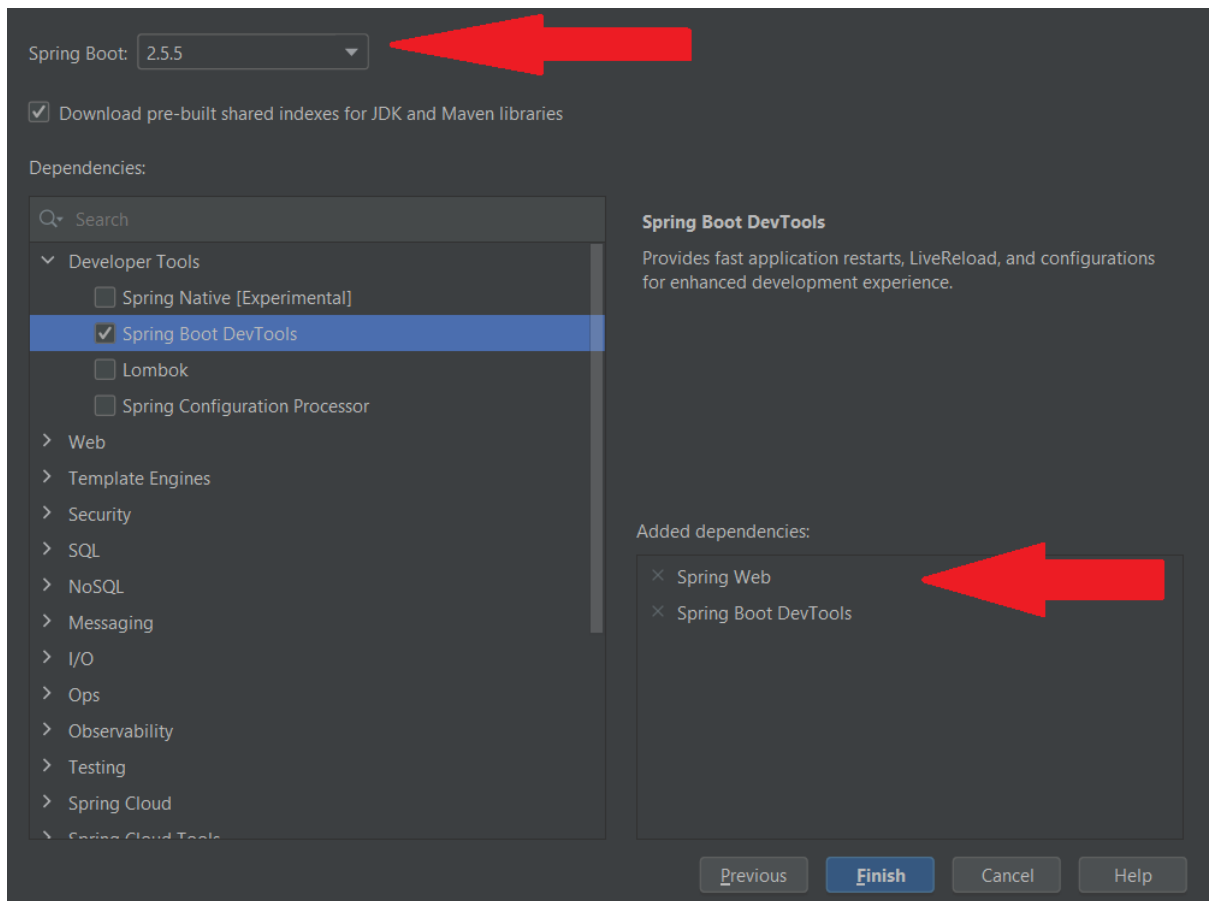 Spring Boot: 2.5.5
Download pre-built shared indexes for JDK and Maven libraries
Dependencies:
Search
Developer Tools
Spring Native [Experimental]
Spring Boot DevTools
Lombok
Spring Configuration Processor
Web
Template Engines
Security
SQL
NoSQL
Messaging
I/O
Ops
Observability
Testing
Spring Cloud
Spring Cloud Tools
Spring Boot DevTools
Provides fast application restarts, LiveReload, and configurations
for enhanced development experience.
Added dependencies:
Spring Web
Spring Boot DevTools
Previous Finish Cancel Help